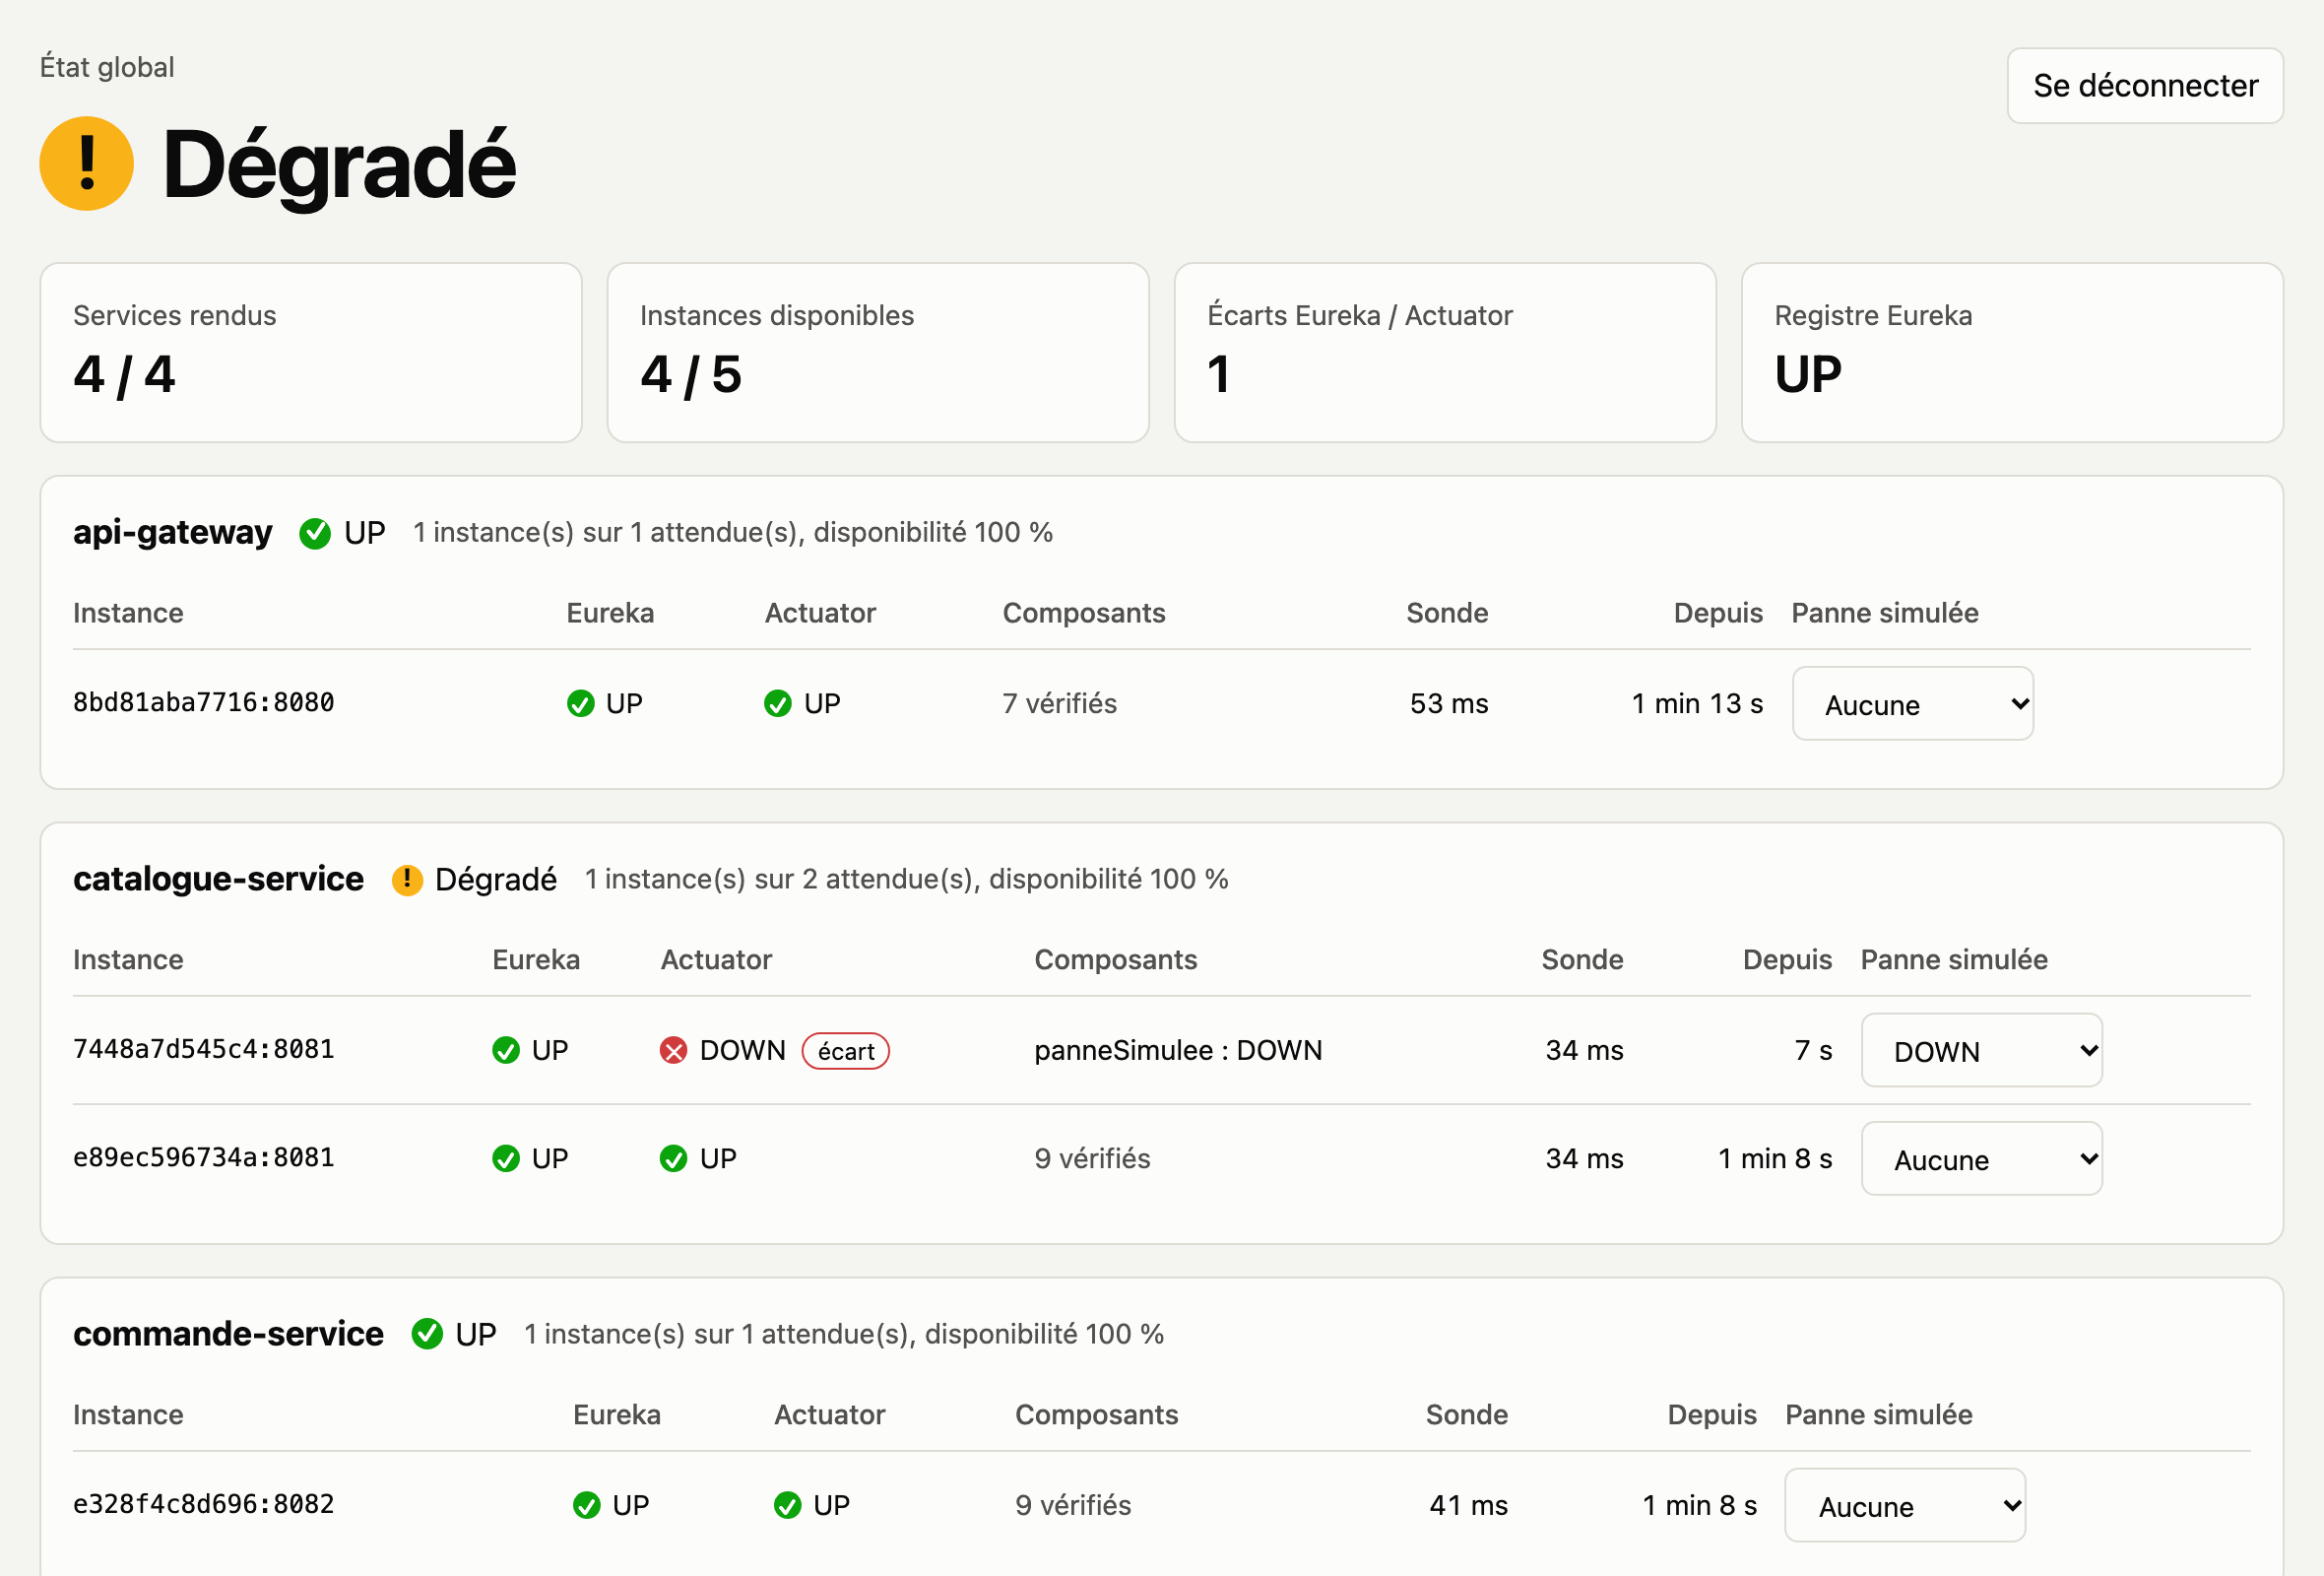 État global
Se déconnecter
! Dégradé
Services rendus
4 / 4
Instances disponibles
4 / 5
Écarts Eureka / Actuator
1
Registre Eureka
UP
api-gateway UP 1 instance(s) sur 1 attendue(s), disponibilité 100 %
Instance Eureka Actuator Composants Sonde Depuis Panne simulée
8bd81aba7716:8080 UP UP 7 vérifiés 53 ms 1 min 13 s Aucune
catalogue-service ! Dégradé 1 instance(s) sur 2 attendue(s), disponibilité 100 %
Instance Eureka Actuator Composants Sonde Depuis Panne simulée
7448a7d545c4:8081 UP DOWN écart panneSimulee : DOWN 34 ms 7 s DOWN
e89ec596734a:8081 UP UP 9 vérifiés 34 ms 1 min 8 s Aucune
commande-service UP 1 instance(s) sur 1 attendue(s), disponibilité 100 %
Instance Eureka Actuator Composants Sonde Depuis Panne simulée
e328f4c8d696:8082 UP UP 9 vérifiés 41 ms 1 min 8 s Aucune